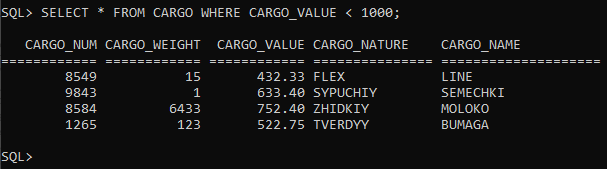 SQL> SELECT * FROM CARGO WHERE CARGO_VALUE < 1000;
CARGO_NUM CARGO_WEIGHT CARGO_VALUE CARGO_NATURE CARGO_NAME
============ ============ ============ =============== ====================
8549 15 432.33 FLEX LINE
9843 1 633.40 SYPUCHIY SEMECHKI
8584 6433 752.40 ZHIDKIY MOLOKO
1265 123 522.75 TVERDYY BUMAGA
SQL>